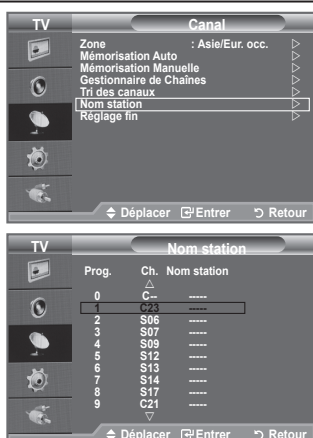 TV Canal
Zone : Asie/Eur. occ.
Mémorisation Auto
Mémorisation Manuelle
Gestionnaire de Chaînes
Tri des canaux
Nom station
Réglage fin
Déplacer Entrer Retour
TV Nom station
Prog. Ch. Nom station
0 C-- -----
1 C23 -----
2 S06 -----
3 S07 -----
4 S09 -----
5 S12 -----
6 S13 -----
7 S14 -----
8 S17 -----
9 C21 -----
Déplacer Entrer Retour